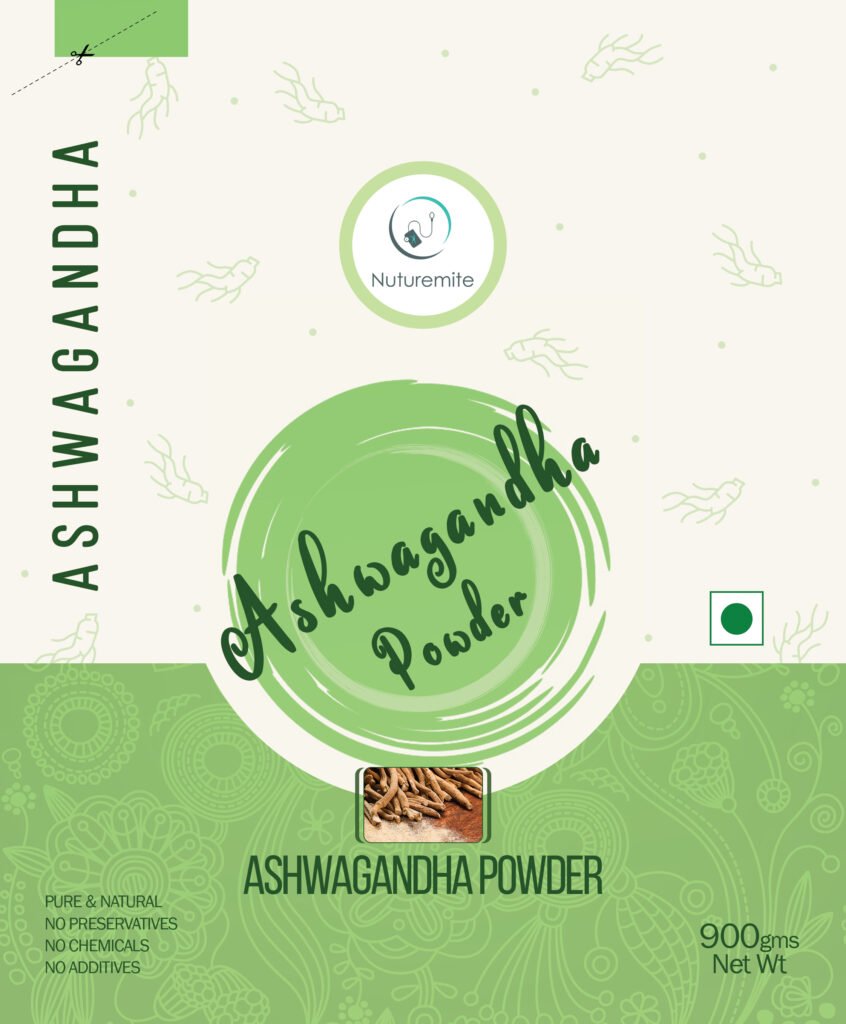 ASHWAGANDHA
Nuturemite
Ashwagandha
Powder
ASHWAGANDHA POWDER
PURE & NATURAL
NO PRESERVATIVES
NO CHEMICALS
NO ADDITIVES
900gms
Net Wt